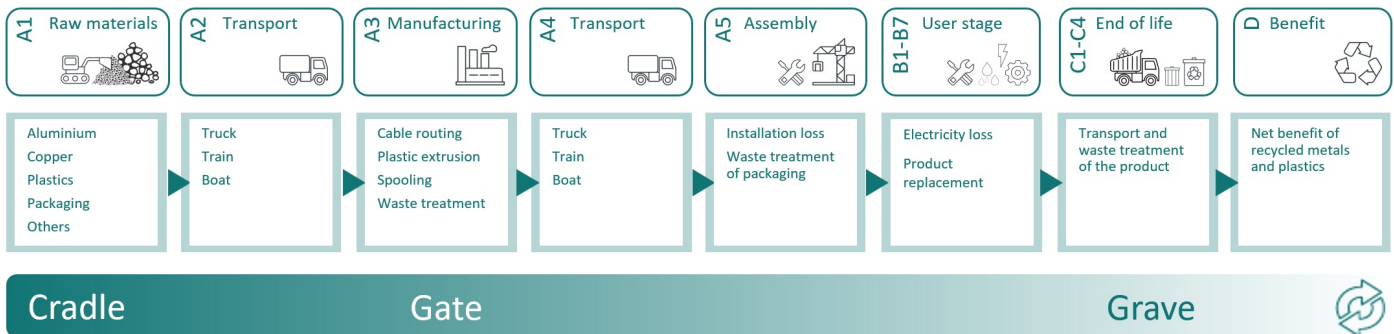 A1
Raw materials
A2
Transport
A3
Manufacturing
A4
Transport
A5
Assembly
B1-B7
User stage
C1-C4
End of life
D
Benefit
Aluminium
Copper
Plastics
Packaging
Others
Truck
Train
Boat
Cable routing
Plastic extrusion
Spooling
Waste treatment
Truck
Train
Boat
Installation loss
Waste treatment
of packaging
Electricity loss
Product
replacement
Transport and
waste treatment
of the product
Net benefit of
recycled metals
and plastics
Cradle
Gate
Grave